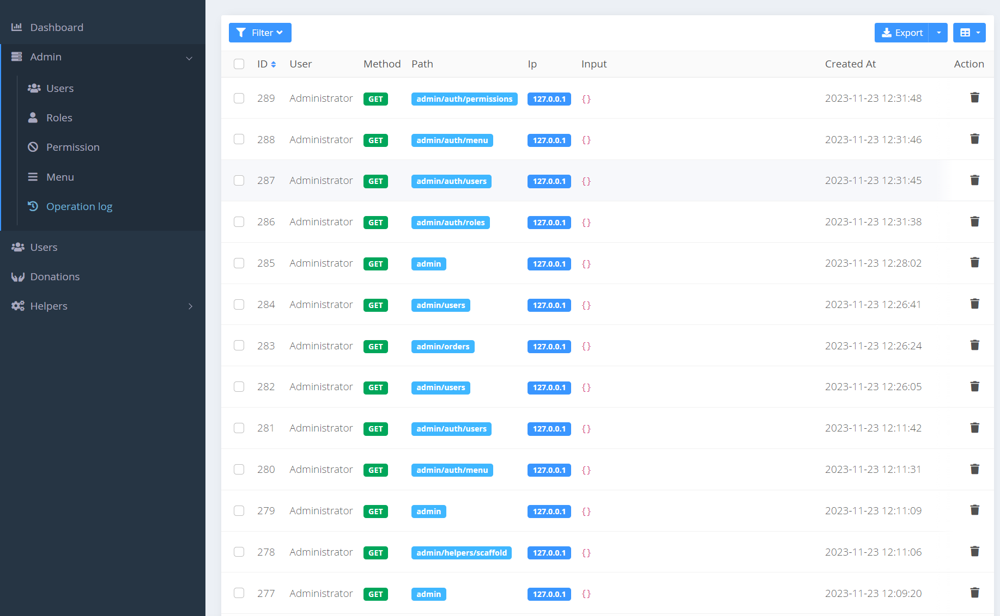 Dashboard
Admin
Users
Roles
Permission
Menu
Operation log
Users
Donations
Helpers
Filter
Export
ID User Method Path Ip Input Created At Action
289 Administrator GET admin/auth/permissions 127.0.0.1 {} 2023-11-23 12:31:48
288 Administrator GET admin/auth/menu 127.0.0.1 {} 2023-11-23 12:31:46
287 Administrator GET admin/auth/users 127.0.0.1 {} 2023-11-23 12:31:45
286 Administrator GET admin/auth/roles 127.0.0.1 {} 2023-11-23 12:31:38
285 Administrator GET admin 127.0.0.1 {} 2023-11-23 12:28:02
284 Administrator GET admin/users 127.0.0.1 {} 2023-11-23 12:26:41
283 Administrator GET admin/orders 127.0.0.1 {} 2023-11-23 12:26:24
282 Administrator GET admin/users 127.0.0.1 {} 2023-11-23 12:26:05
281 Administrator GET admin/auth/users 127.0.0.1 {} 2023-11-23 12:11:42
280 Administrator GET admin/auth/menu 127.0.0.1 {} 2023-11-23 12:11:31
279 Administrator GET admin 127.0.0.1 {} 2023-11-23 12:11:09
278 Administrator GET admin/helpers/scaffold 127.0.0.1 {} 2023-11-23 12:11:06
277 Administrator GET admin 127.0.0.1 {} 2023-11-23 12:09:20